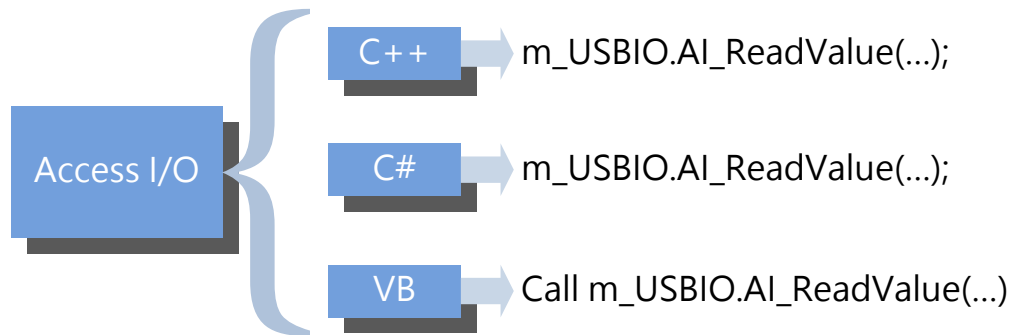 Access I/O
C++
m_USBIO.AI_ReadValue(...);
C#
m_USBIO.AI_ReadValue(...);
VB
Call m_USBIO.AI_ReadValue(...)